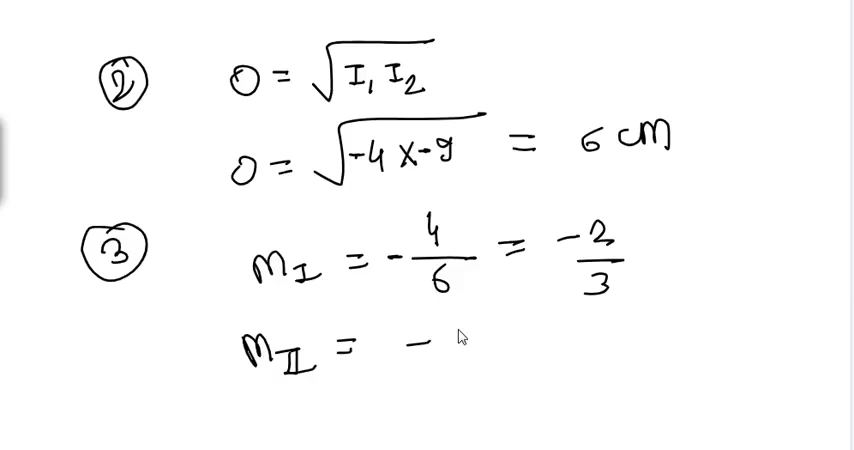 ② O = √I₁ I₂
O = √-4 x -9 = 6 cm
③ m_I = - 4/6 = -2/3
m_II = -